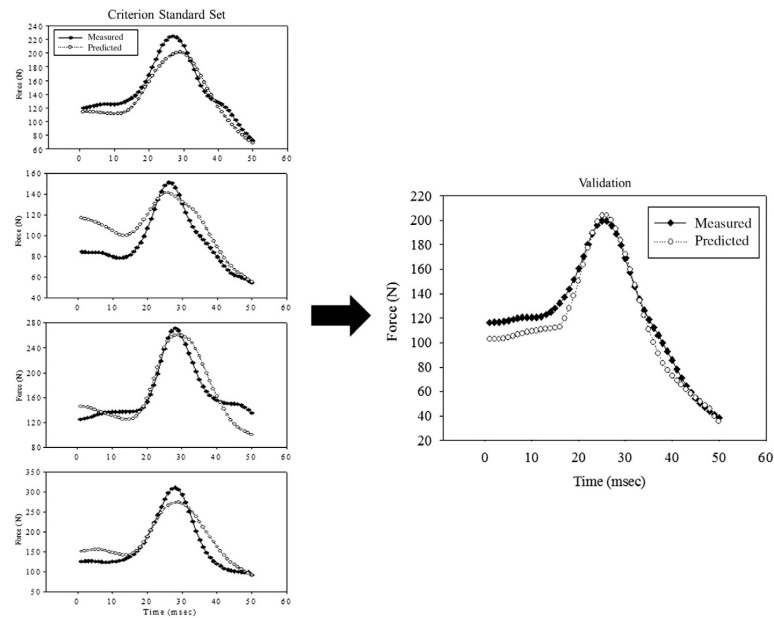 Criterion Standard Set
Measured
Predicted
Force (N)
240
220
200
180
160
140
120
100
80
60
0 10 20 30 40 50 60
Force (N)
160
140
120
100
80
60
40
0 10 20 30 40 50 60
Force (N)
280
240
200
160
120
80
0 10 20 30 40 50 60
Force (N)
350
300
250
200
150
100
50
0 10 20 30 40 50 60
Time (msec)
Validation
Measured
Predicted
Force (N)
220
200
180
160
140
120
100
80
60
40
20
0 10 20 30 40 50 60
Time (msec)